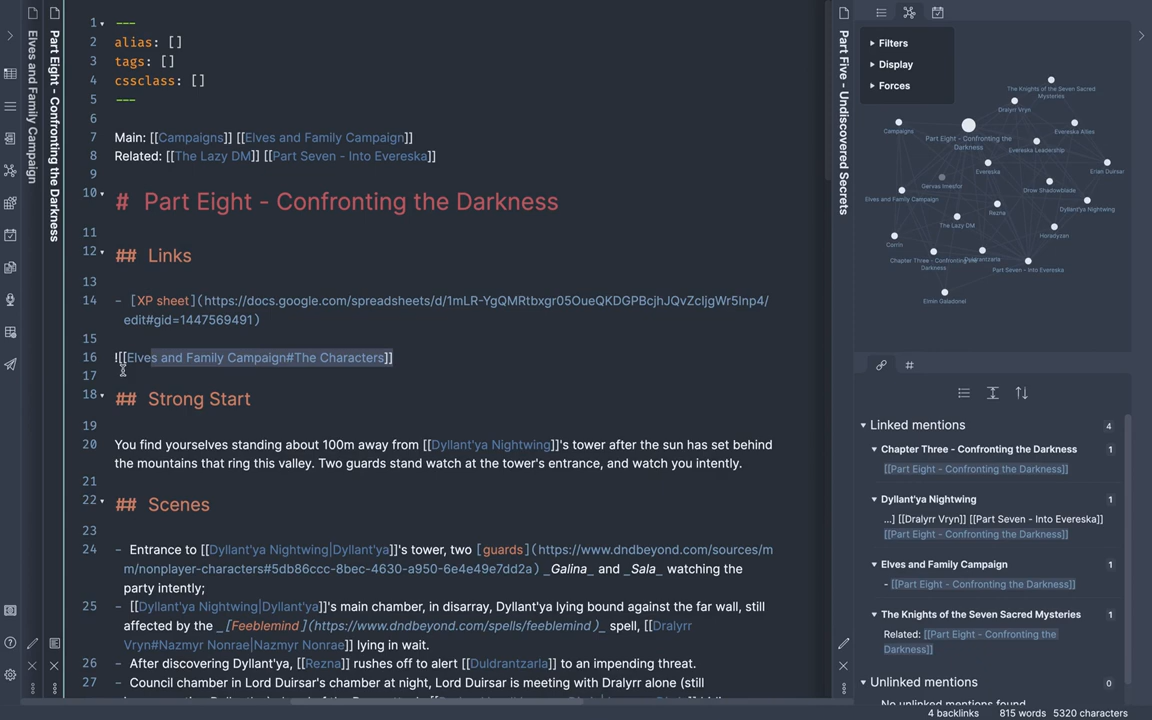 Elves and Family Campaign
Part Eight - Confronting the Darkness
1 ---
2 alias: []
3 tags: []
4 cssclass: []
5 ---
6
7 Main: [[Campaigns]] [[Elves and Family Campaign]]
8 Related: [[The Lazy DM]] [[Part Seven - Into Evereska]]
9
10 # Part Eight - Confronting the Darkness
11
12 ## Links
13
14 - [XP sheet](https://docs.google.com/spreadsheets/d/1mLR-YgQMRtbxgr05OueQKDGPBcjhJQvZcljgWr5lnp4/
edit#gid=1447569491)
15
16 ![[Elves and Family Campaign#The Characters]]
17
18 ## Strong Start
19
20 You find yourselves standing about 100m away from [[Dyllant'ya Nightwing]]'s tower after the sun has set behind
the mountains that ring this valley. Two guards stand watch at the tower's entrance, and watch you intently.
21
22 ## Scenes
23
24 - Entrance to [[Dyllant'ya Nightwing|Dyllant'ya]]'s tower, two [guards](https://www.dndbeyond.com/sources/m
m/nonplayer-characters#5db86ccc-8bec-4630-a950-6e4e49e7dd2a) _Galina_ and _Sala_ watching the
party intently;
25 - [[Dyllant'ya Nightwing|Dyllant'ya]]'s main chamber, in disarray, Dyllant'ya lying bound against the far wall, still
affected by the _[Feeblemind](https://www.dndbeyond.com/spells/feeblemind)_ spell, [[Dralyrr
Vryn#Nazmyr Nonrae|Nazmyr Nonrae]] lying in wait.
26 - After discovering Dyllant'ya, [[Rezna]] rushes off to alert [[Duldrantzarla]] to an impending threat.
27 - Council chamber in Lord Duirsar's chamber at night, Lord Duirsar is meeting with Dralyrr alone (still
Part Five - Undiscovered Secrets
Filters
Display
Forces
The Knights of the Seven Sacred
Mysteries
Dralyrr Vryn
Campaigns
Evereska Allies
Part Eight - Confronting the
Darkness
Evereska Leadership
Evereska
Erlan Duirsar
Gervas Imesfor
Drow Shadowblade
Elves and Family Campaign
Rezna
Dyllant'ya Nightwing
The Lazy DM
Horadyzan
Chapter Three - Confronting the
Darkness
Duldrantzarla
Part Seven - Into Evereska
Elmin Galadonel
Linked mentions 4
Chapter Three - Confronting the Darkness 1
[[Part Eight - Confronting the Darkness]]
Dyllant'ya Nightwing 1
...] [[Dralyrr Vryn]] [[Part Seven - Into Evereska]]
[[Part Eight - Confronting the Darkness]]
Elves and Family Campaign 1
- [[Part Eight - Confronting the Darkness]]
The Knights of the Seven Sacred Mysteries 1
Related: [[Part Eight - Confronting the
Darkness]]
Unlinked mentions 0
No unlinked mentions found
4 backlinks 815 words 5320 characters